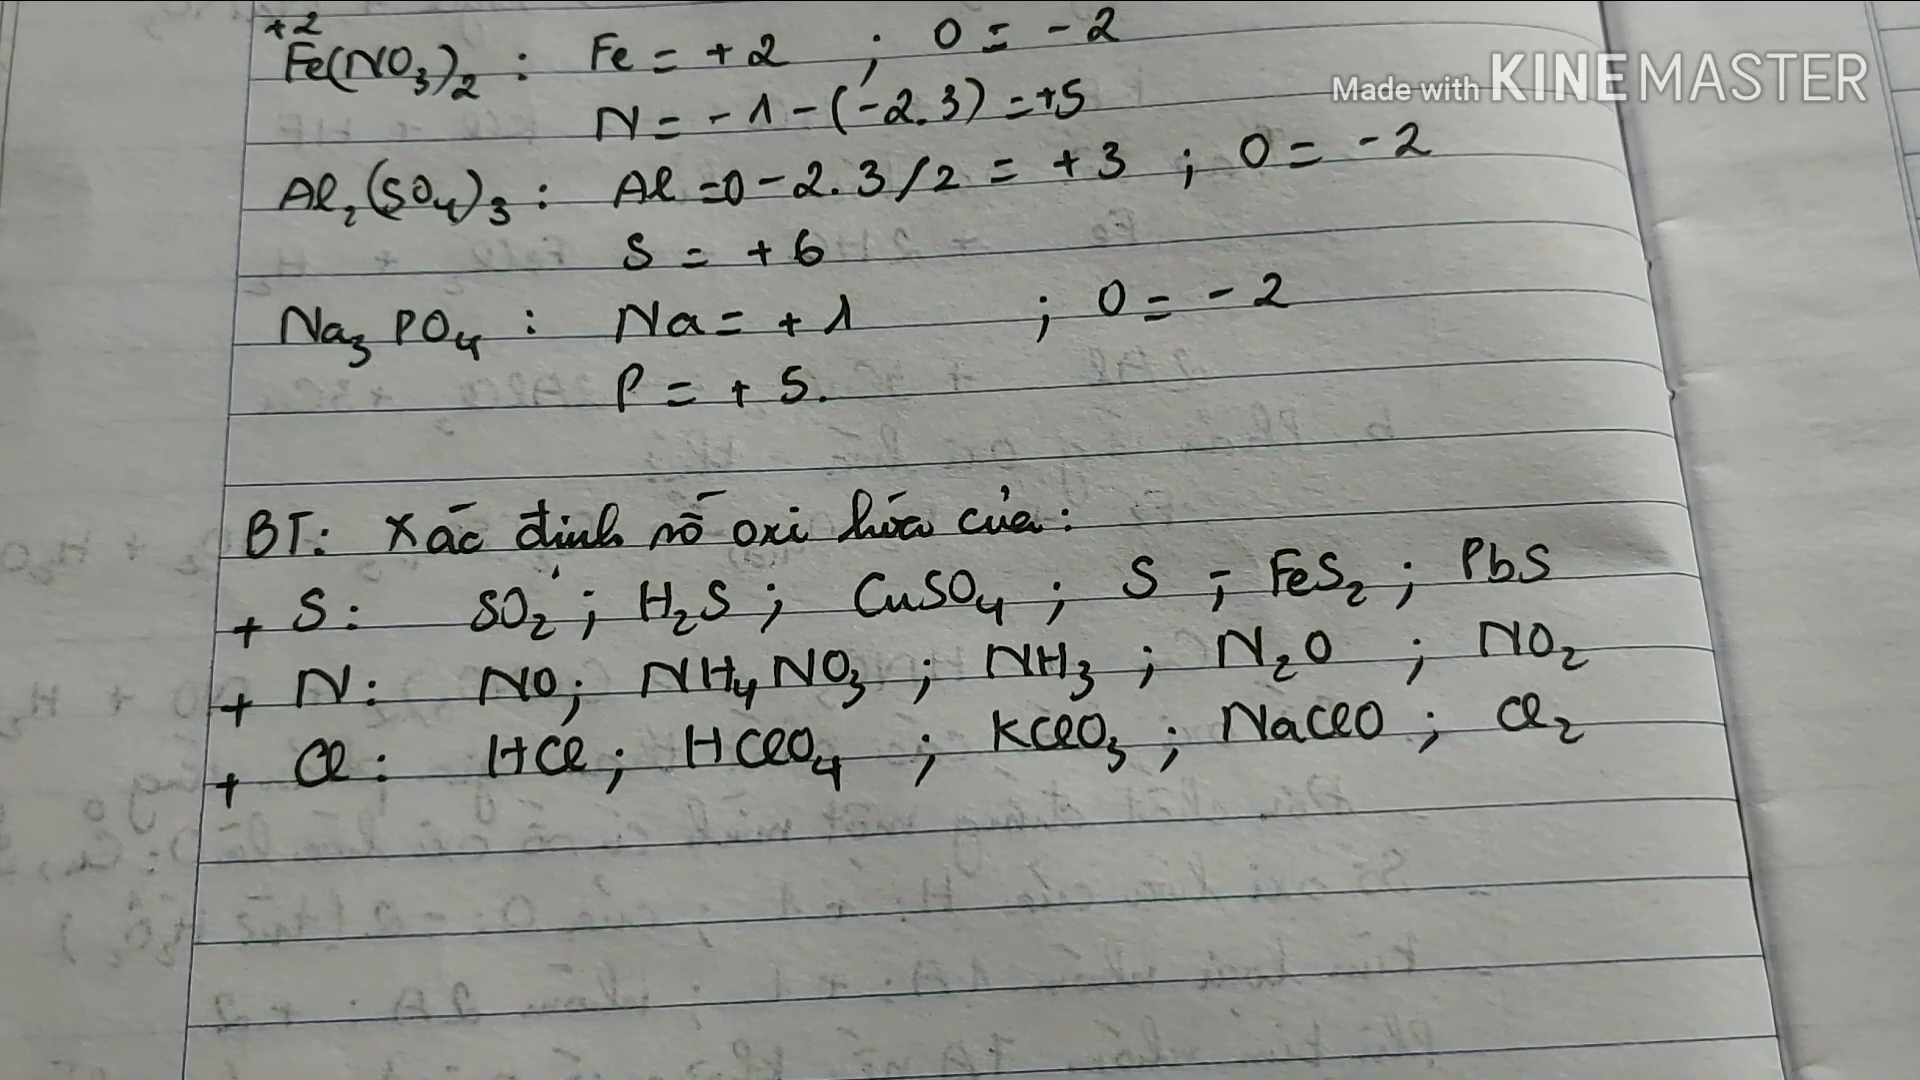 +2
Fe(NO3)2 : Fe = +2 ; O = -2
Made with KINEMASTER
N = -1 - (-2.3) = +5
Al2(SO4)3 : Al = 0 - 2.3/2 = +3 ; O = -2
S = +6
Na3PO4 : Na = +1 ; O = -2
P = +5.
BT: Xác định số oxi hóa của:
+ S: SO2 ; H2S ; CuSO4 ; S ; FeS2 ; PbS
+ N: NO; NH4NO3 ; NH3 ; N2O ; NO2
+ Cl: HCl; HClO4 ; KClO3 ; NaClO ; Cl2